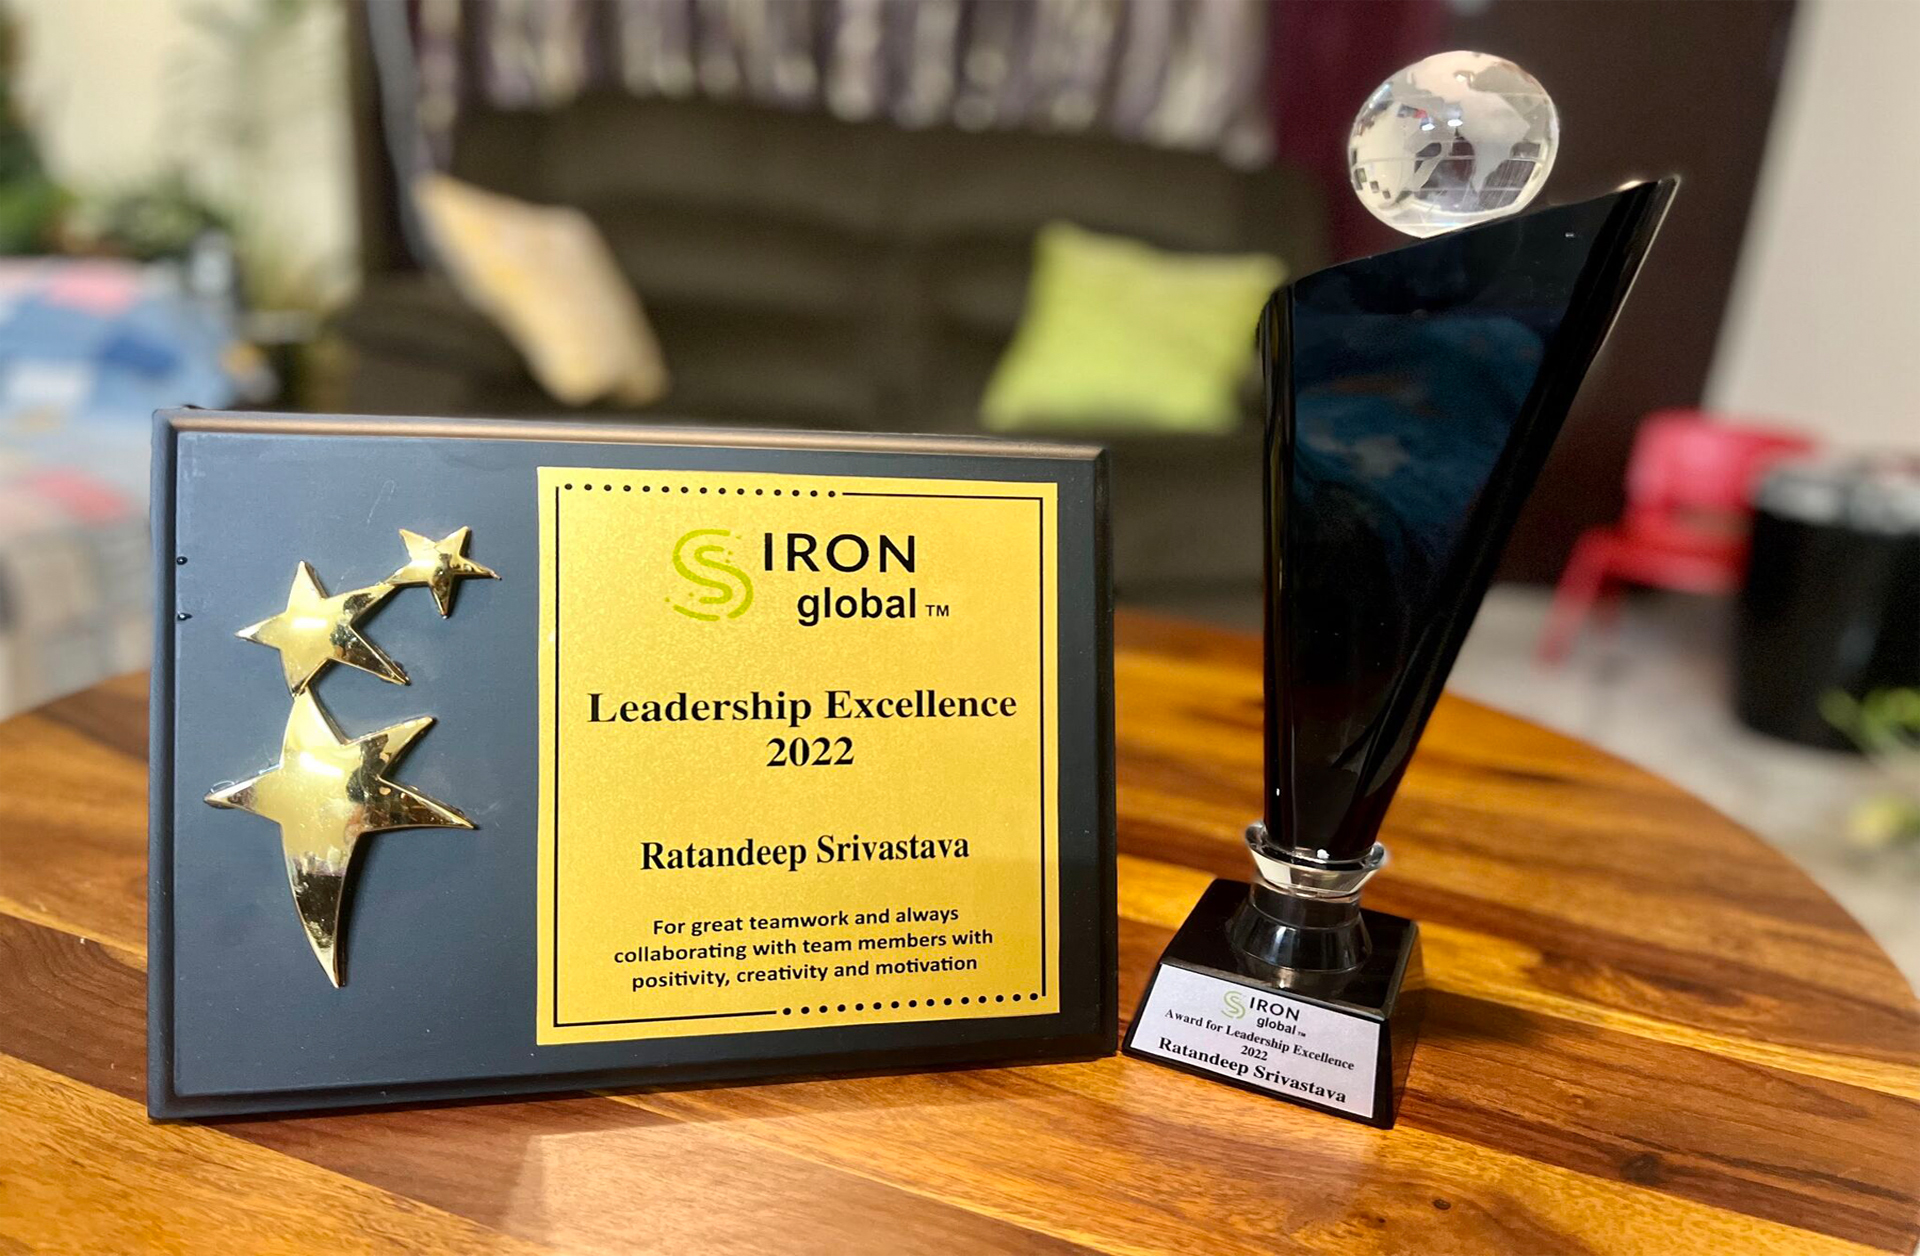 IRON
global TM
Leadership Excellence
2022
Ratandeep Srivastava
For great teamwork and always
collaborating with team members with
positivity, creativity and motivation
IRON
global TM
Award for Leadership Excellence
2022
Ratandeep Srivastava